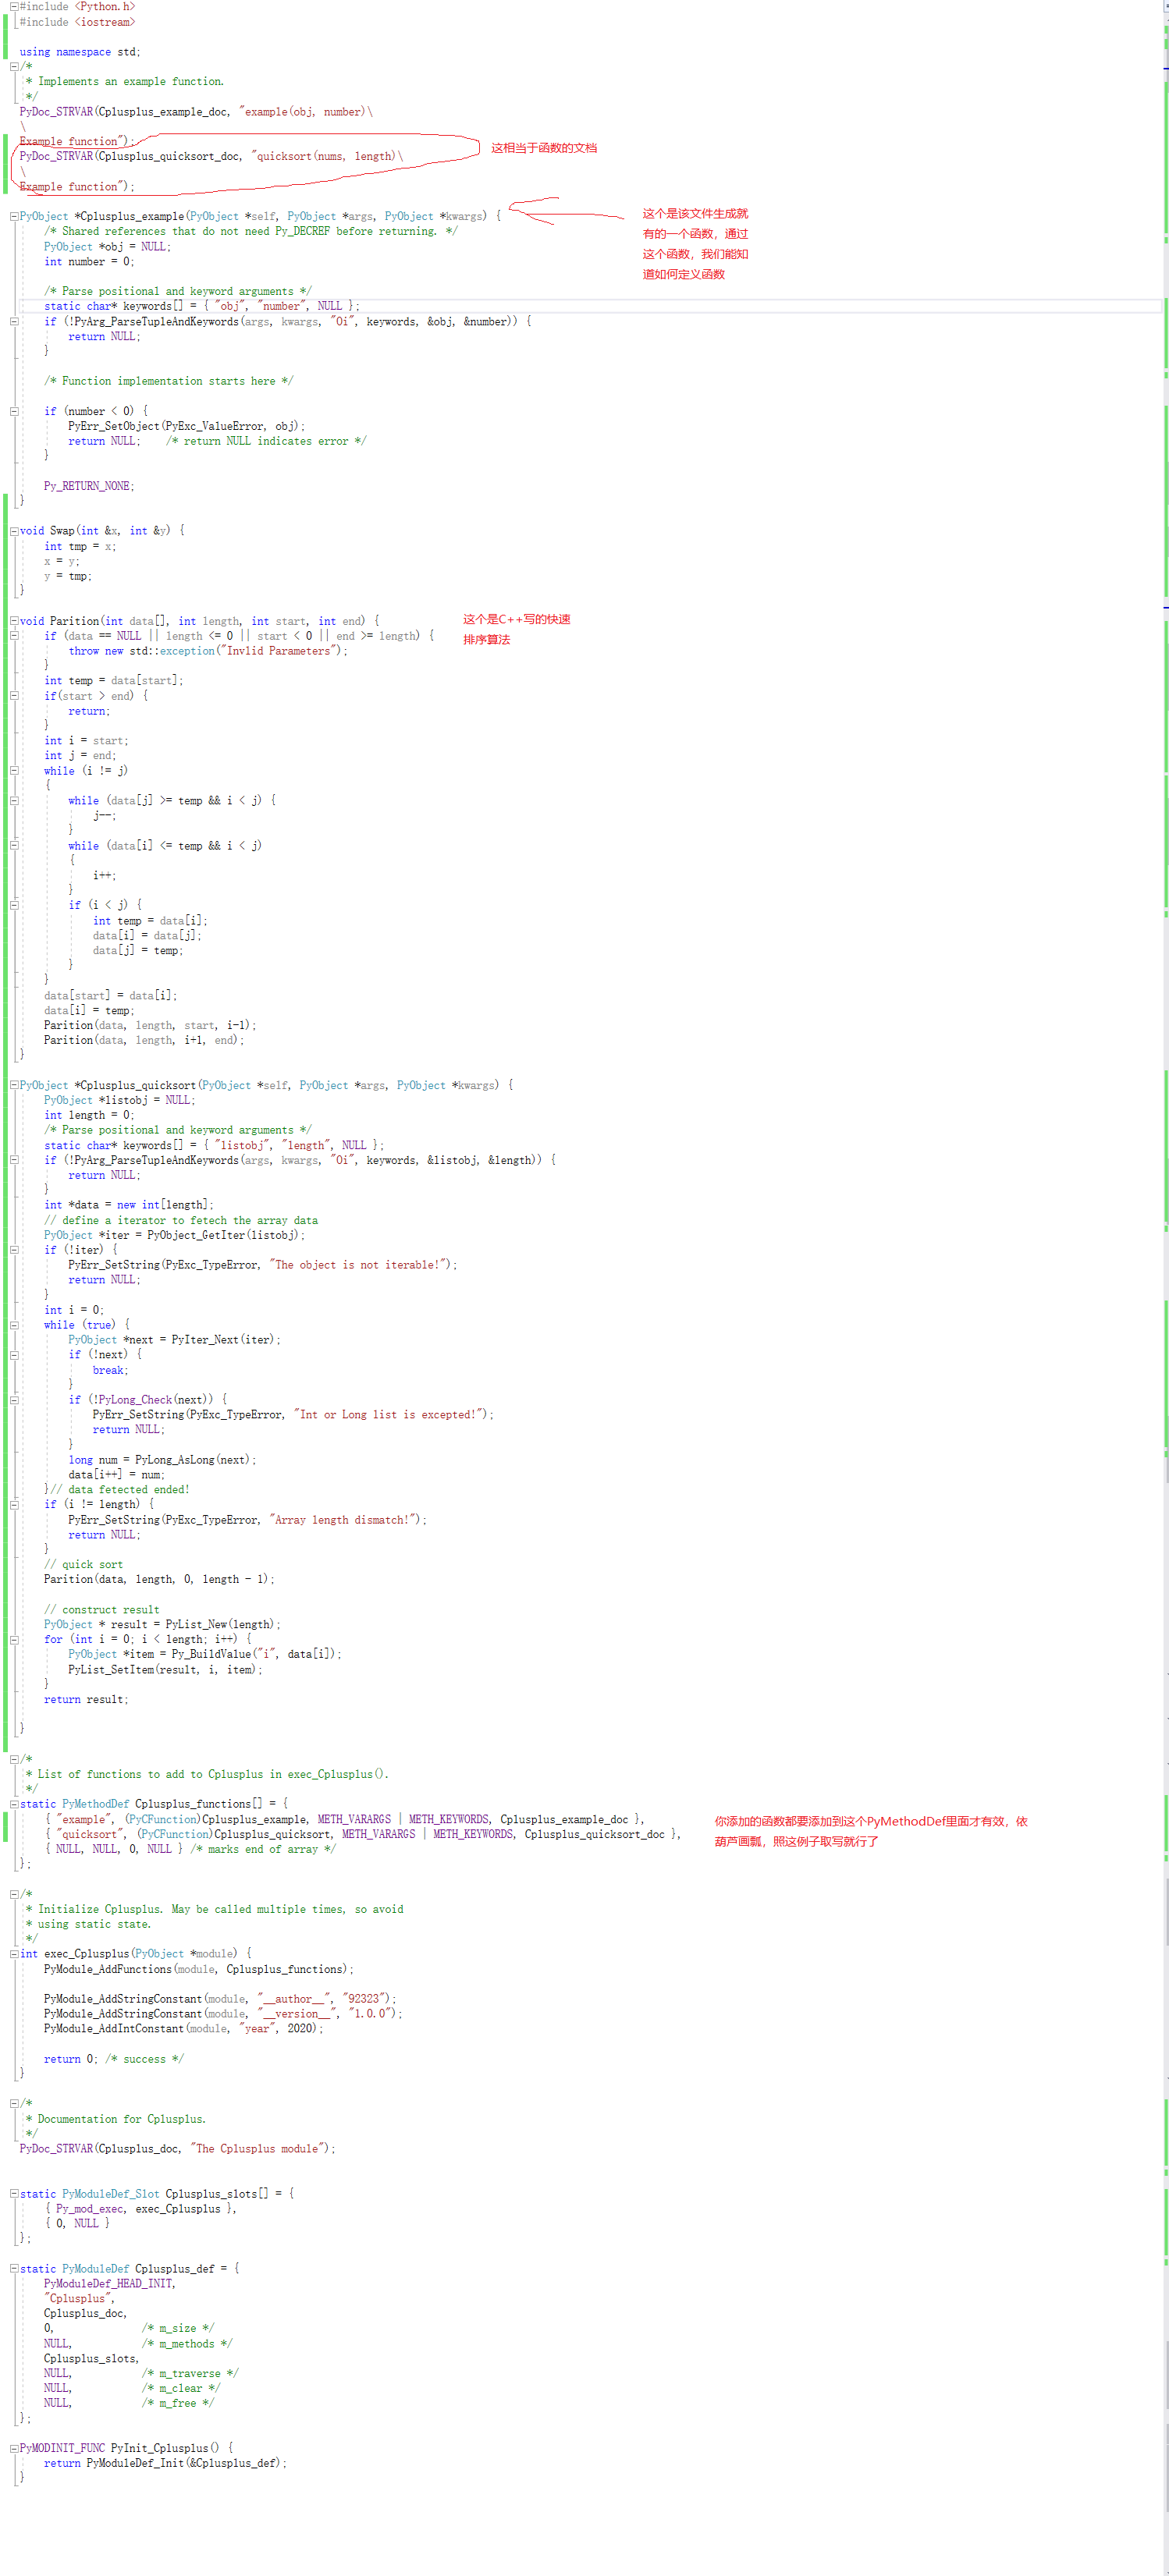 #include <Python.h>
#include <iostream>
using namespace std;
/*
* Implements an example function.
*/
PyDoc_STRVAR(Cplusplus_example_doc, "example(obj, number)\
\
Example function");
PyDoc_STRVAR(Cplusplus_quicksort_doc, "quicksort(nums, length)\
这相当于函数的文档
\
Example function");
PyObject *Cplusplus_example(PyObject *self, PyObject *args, PyObject *kwargs) {
这个是该文件生成就
有的一个函数，通过
这个函数，我们能知
道如何定义函数
/* Shared references that do not need Py_DECREF before returning. */
PyObject *obj = NULL;
int number = 0;
/* Parse positional and keyword arguments */
static char* keywords[] = { "obj", "number", NULL };
if (!PyArg_ParseTupleAndKeywords(args, kwargs, "Oi", keywords, &obj, &number)) {
return NULL;
}
/* Function implementation starts here */
if (number < 0) {
PyErr_SetObject(PyExc_ValueError, obj);
return NULL;    /* return NULL indicates error */
}
Py_RETURN_NONE;
}
void Swap(int &x, int &y) {
int tmp = x;
x = y;
y = tmp;
}
void Parition(int data[], int length, int start, int end) {
这个是C++写的快速
排序算法
if (data == NULL || length <= 0 || start < 0 || end >= length) {
throw new std::exception("Invlid Parameters");
}
int temp = data[start];
if(start > end) {
return;
}
int i = start;
int j = end;
while (i != j)
{
while (data[j] >= temp && i < j) {
j--;
}
while (data[i] <= temp && i < j)
{
i++;
}
if (i < j) {
int temp = data[i];
data[i] = data[j];
data[j] = temp;
}
}
data[start] = data[i];
data[i] = temp;
Parition(data, length, start, i-1);
Parition(data, length, i+1, end);
}
PyObject *Cplusplus_quicksort(PyObject *self, PyObject *args, PyObject *kwargs) {
PyObject *listobj = NULL;
int length = 0;
/* Parse positional and keyword arguments */
static char* keywords[] = { "listobj", "length", NULL };
if (!PyArg_ParseTupleAndKeywords(args, kwargs, "Oi", keywords, &listobj, &length)) {
return NULL;
}
int *data = new int[length];
// define a iterator to fetech the array data
PyObject *iter = PyObject_GetIter(listobj);
if (!iter) {
PyErr_SetString(PyExc_TypeError, "The object is not iterable!");
return NULL;
}
int i = 0;
while (true) {
PyObject *next = PyIter_Next(iter);
if (!next) {
break;
}
if (!PyLong_Check(next)) {
PyErr_SetString(PyExc_TypeError, "Int or Long list is excepted!");
return NULL;
}
long num = PyLong_AsLong(next);
data[i++] = num;
}// data fetected ended!
if (i != length) {
PyErr_SetString(PyExc_TypeError, "Array length dismatch!");
return NULL;
}
// quick sort
Parition(data, length, 0, length - 1);
// construct result
PyObject * result = PyList_New(length);
for (int i = 0; i < length; i++) {
PyObject *item = Py_BuildValue("i", data[i]);
PyList_SetItem(result, i, item);
}
return result;
}
/*
* List of functions to add to Cplusplus in exec_Cplusplus().
*/
static PyMethodDef Cplusplus_functions[] = {
{ "example", (PyCFunction)Cplusplus_example, METH_VARARGS | METH_KEYWORDS, Cplusplus_example_doc },
{ "quicksort", (PyCFunction)Cplusplus_quicksort, METH_VARARGS | METH_KEYWORDS, Cplusplus_quicksort_doc },
{ NULL, NULL, 0, NULL } /* marks end of array */
你添加的函数都要添加到这个PyMethodDef里面才有效，依
葫芦画瓢，照这例子取写就行了
};
/*
* Initialize Cplusplus. May be called multiple times, so avoid
* using static state.
*/
int exec_Cplusplus(PyObject *module) {
PyModule_AddFunctions(module, Cplusplus_functions);
PyModule_AddStringConstant(module, "__author__", "92323");
PyModule_AddStringConstant(module, "__version__", "1.0.0");
PyModule_AddIntConstant(module, "year", 2020);
return 0; /* success */
}
/*
* Documentation for Cplusplus.
*/
PyDoc_STRVAR(Cplusplus_doc, "The Cplusplus module");
static PyModuleDef_Slot Cplusplus_slots[] = {
{ Py_mod_exec, exec_Cplusplus },
{ 0, NULL }
};
static PyModuleDef Cplusplus_def = {
PyModuleDef_HEAD_INIT,
"Cplusplus",
Cplusplus_doc,
0,              /* m_size */
NULL,           /* m_methods */
Cplusplus_slots,
NULL,           /* m_traverse */
NULL,           /* m_clear */
NULL,           /* m_free */
};
PyMODINIT_FUNC PyInit_Cplusplus() {
return PyModuleDef_Init(&Cplusplus_def);
}